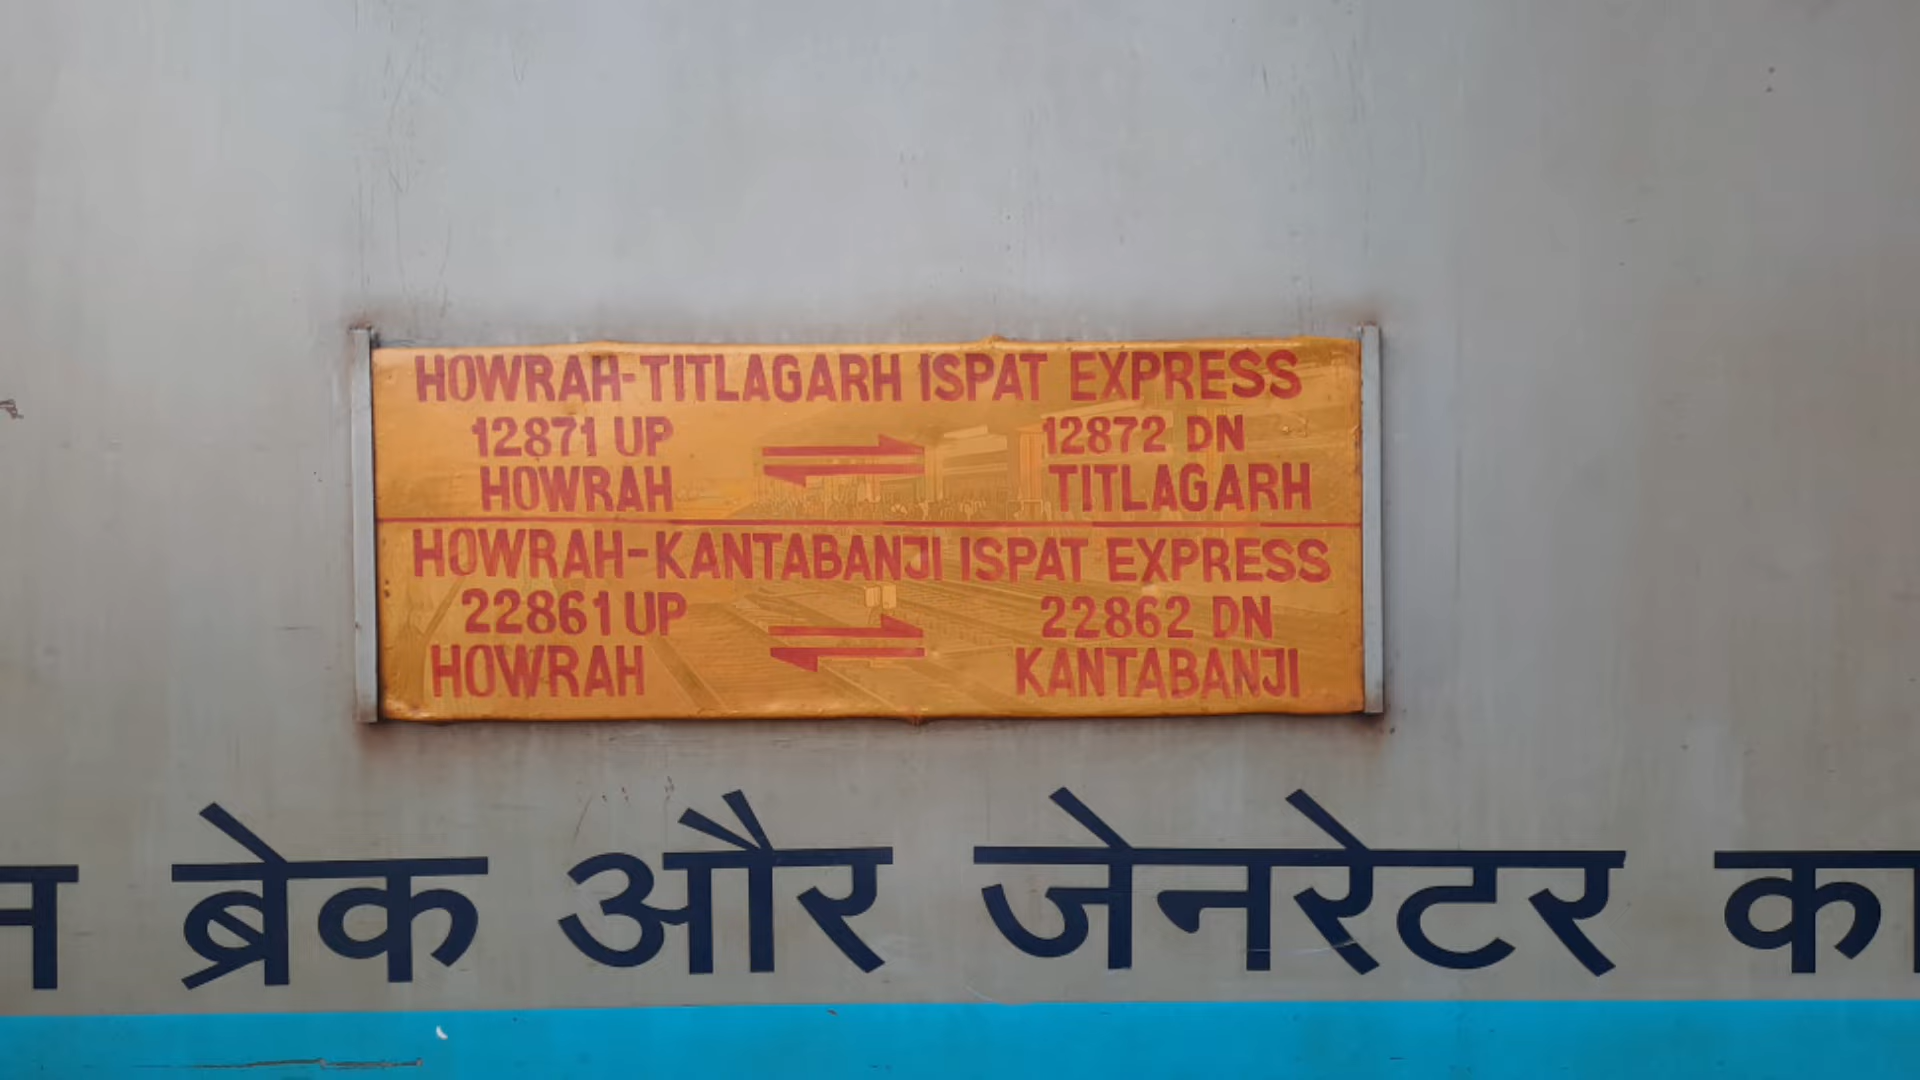 HOWRAH-TITLAGARH ISPAT EXPRESS
12871 UP 12872 DN
HOWRAH TITLAGARH
HOWRAH-KANTABANJI ISPAT EXPRESS
22861 UP 22862 DN
HOWRAH KANTABANJI
न ब्रेक और जेनरेटर का